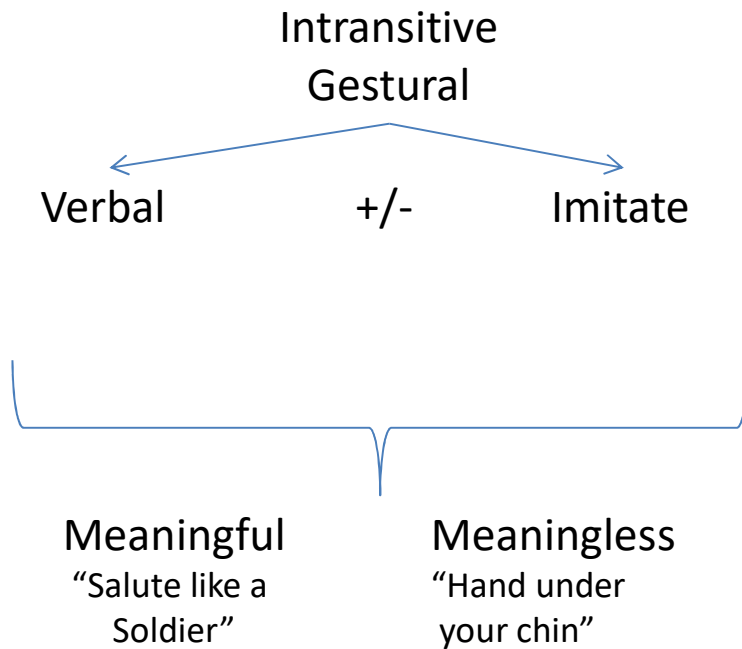 Intransitive
Gestural
Verbal +/- Imitate
Meaningful Meaningless
“Salute like a “Hand under
Soldier” your chin”